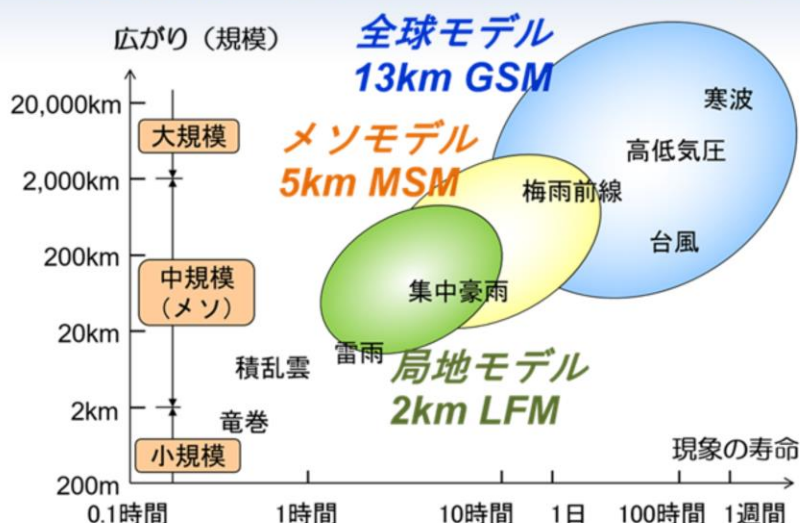 広がり（規模）
全球モデル
13km GSM
20,000km
大規模
寒波
メソモデル
5km MSM
高低気圧
2,000km
梅雨前線
台風
200km
中規模
（メソ）
集中豪雨
20km
雷雨
積乱雲
局地モデル
2km LFM
2km
竜巻
小規模
現象の寿命
200m
0.1時間
1時間
10時間
1日
100時間
1週間